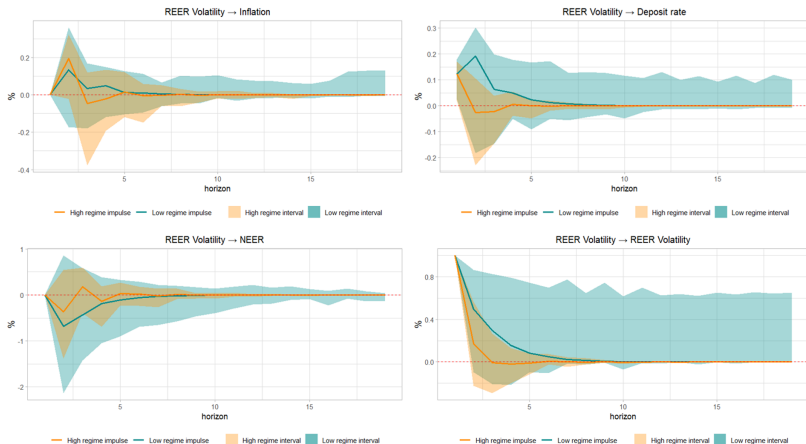 REER Volatility → Inflation
REER Volatility → Deposit rate
%
0.2
0.0
-0.2
-0.4
5
10
15
horizon
%
0.3
0.2
0.1
0.0
-0.1
-0.2
5
10
15
horizon
High regime impulse Low regime impulse High regime interval Low regime interval
High regime impulse Low regime impulse High regime interval Low regime interval
REER Volatility → NEER
REER Volatility → REER Volatility
%
1
0
-1
-2
5
10
15
horizon
%
0.8
0.4
0.0
5
10
15
horizon
High regime impulse Low regime impulse High regime interval Low regime interval
High regime impulse Low regime impulse High regime interval Low regime interval